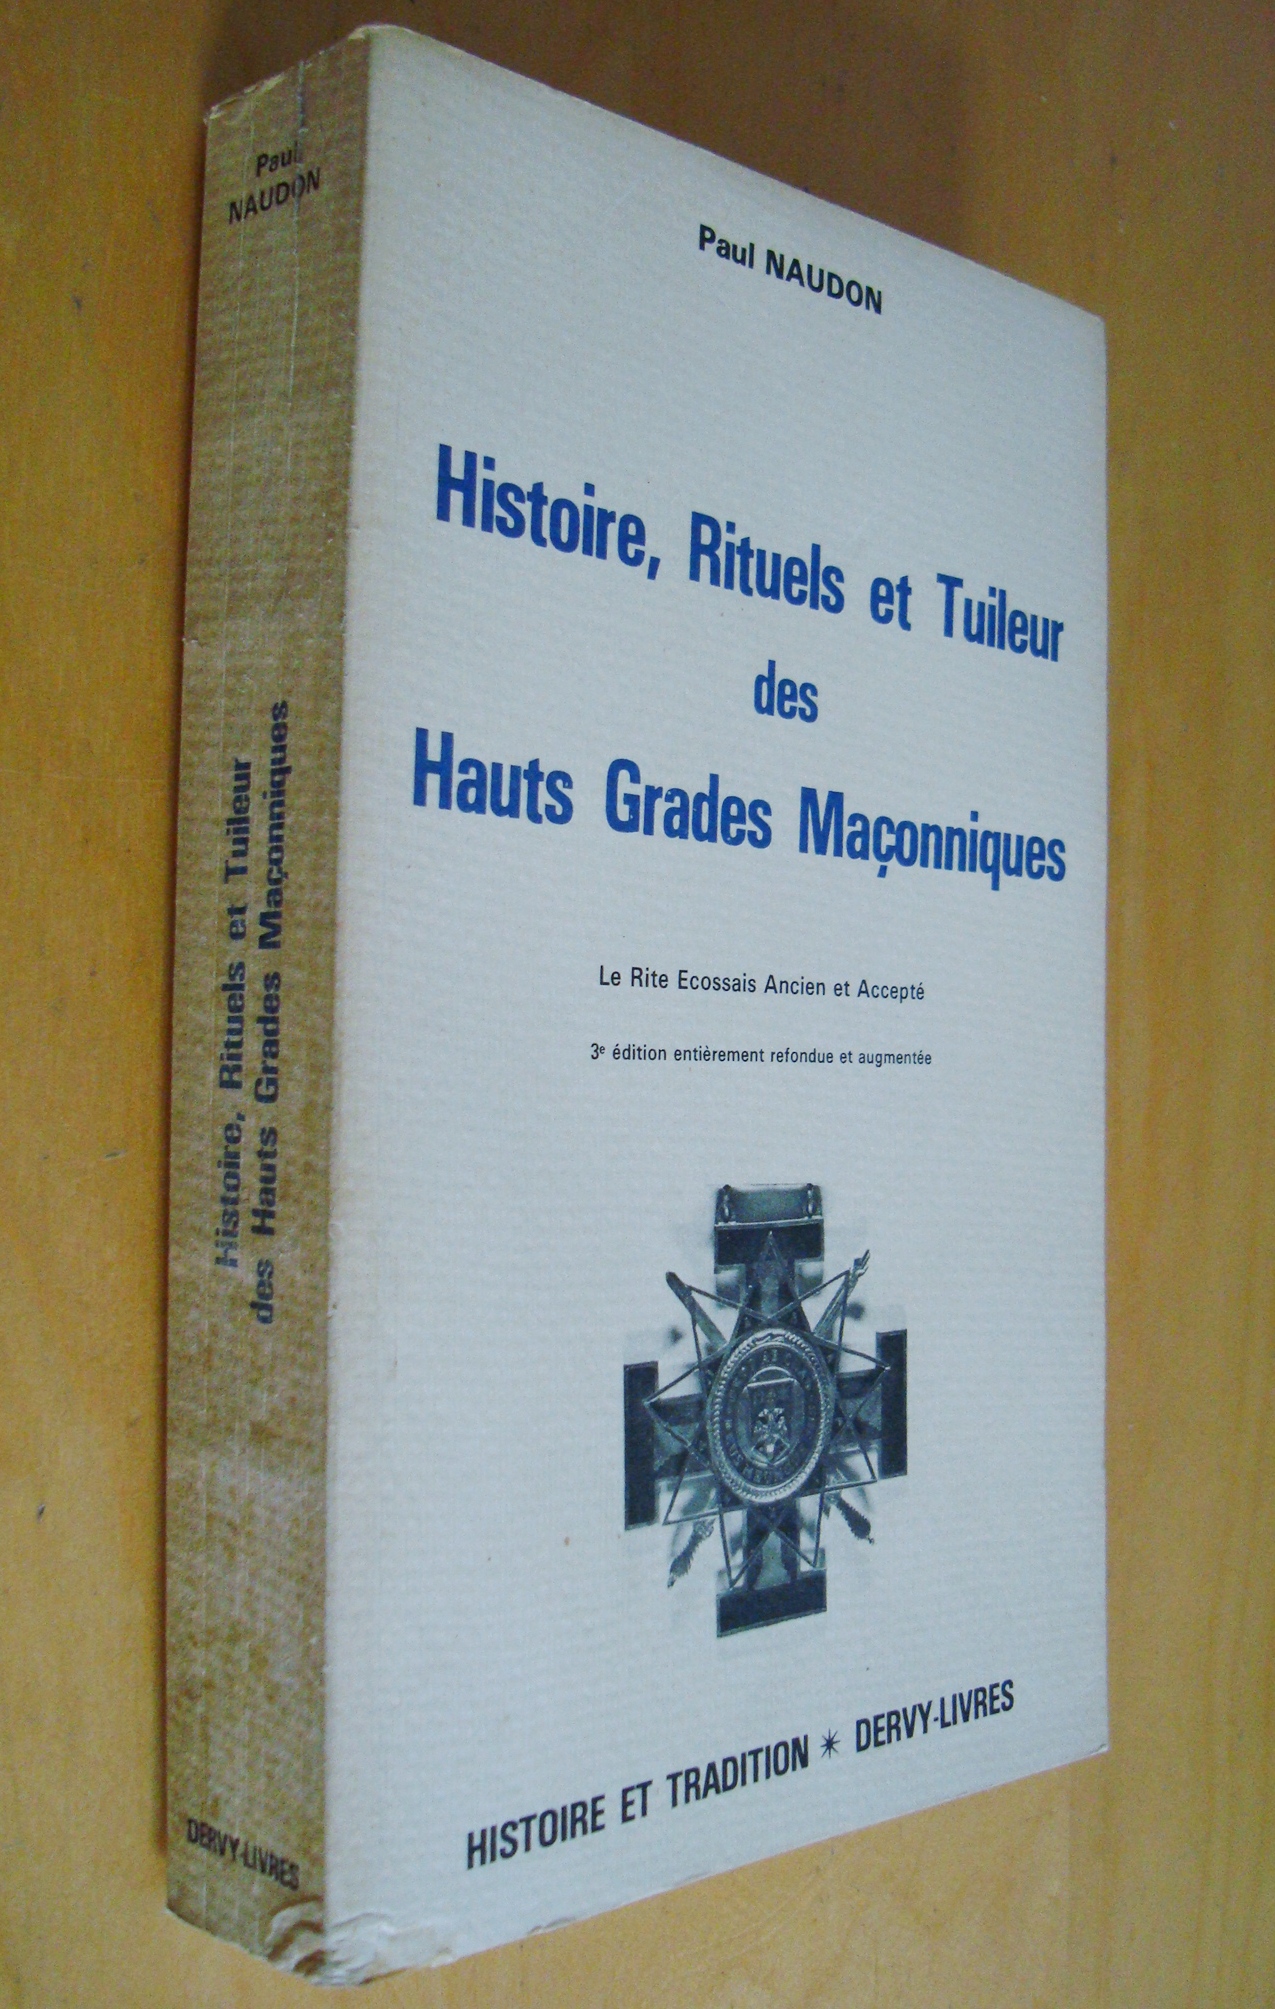 Paul
NAUDON
Histoire, Rituels et Tuileur
des Hauts Grades Maçonniques
DERVY-LIVRES
Paul NAUDON
Histoire, Rituels et Tuileur
des
Hauts Grades Maçonniques
Le Rite Ecossais Ancien et Accepté
3e édition entièrement refondue et augmentée
HISTOIRE ET TRADITION * DERVY-LIVRES